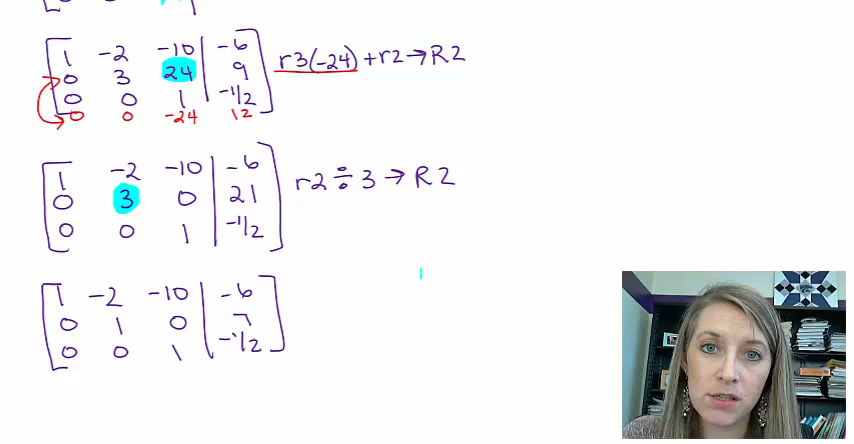 1 -2 -10 | -6 r3(-24) + r2 → R2
0 3 24 | 9
0 0 1 | -1/2
0 0 -24 12
1 -2 -10 | -6
0 3 0 | 21 r2 ÷ 3 → R2
0 0 1 | -1/2
1 -2 -10 | -6
0 1 0 | 7
0 0 1 | -1/2